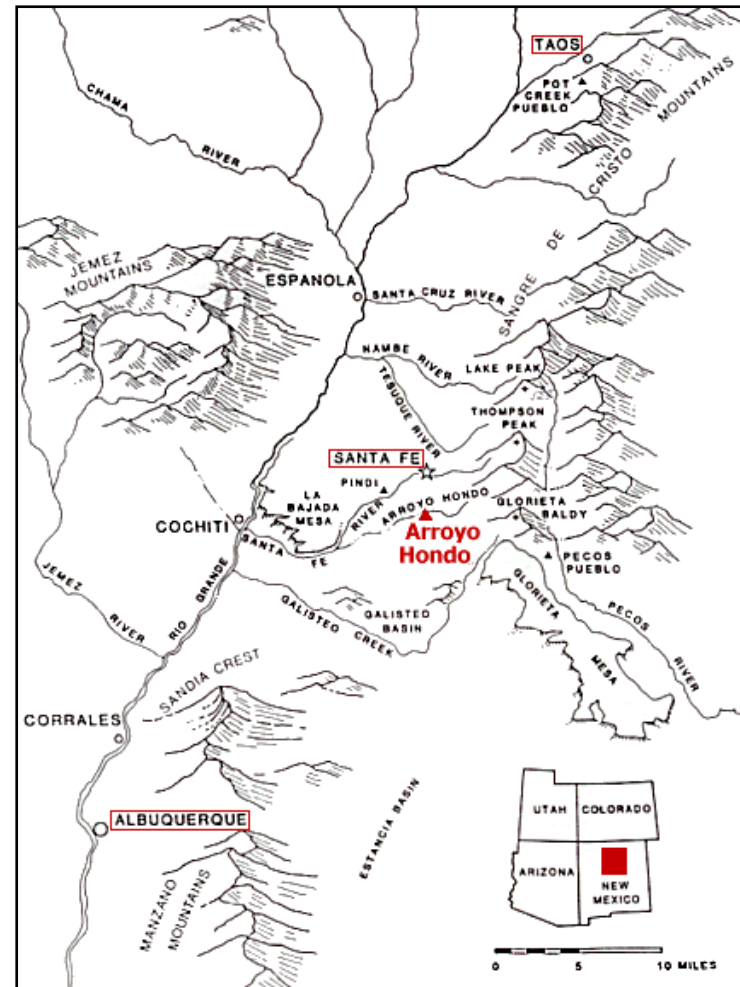 TAOS
POT
CREEK
PUEBLO
MOUNTAINS
CHAMA
RIVER
CRISTO
JEMEZ
MOUNTAINS
SANGRE DE
ESPANOLA
SANTA CRUZ RIVER
NAMBE RIVER
LAKE PEAK
TESUQUE RIVER
THOMPSON
PEAK
SANTA FE
PINDI
LA
BAJADA
MESA
RIVER
ARROYO HONDO
GLORIETA
BALDY
COCHITI
Arroyo
Hondo
SANTA FE
PECOS
PUEBLO
JEMEZ
RIVER
RIO GRANDE
GALISTEO CREEK
GALISTEO
BASIN
GLORIETA
MESA
PECOS
RIVER
SANDIA CREST
CORRALES
ALBUQUERQUE
ESTANCIA BASIN
MANZANO
MOUNTAINS
UTAH
COLORADO
ARIZONA
NEW
MEXICO
0 5 10 MILES